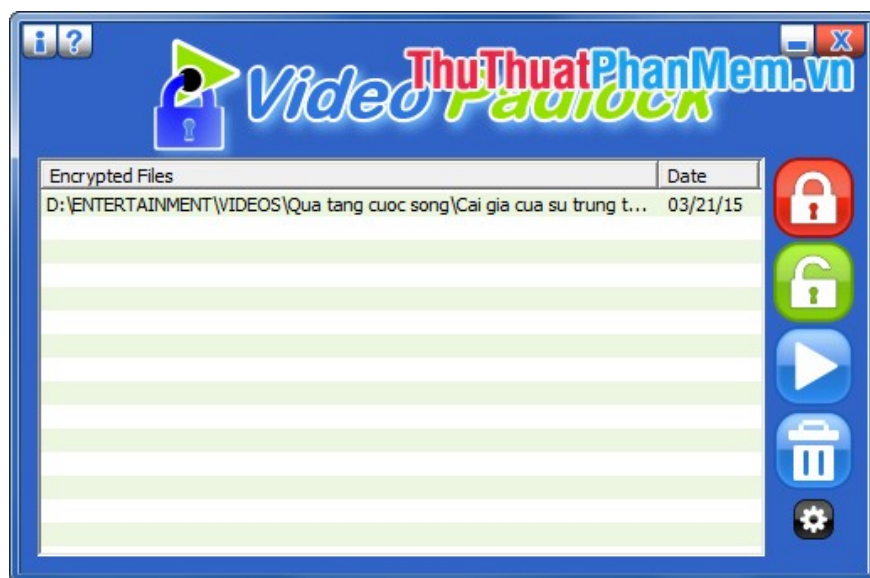 i ? X
ThuThuatPhanMem.vn
Video Padlock
Encrypted Files Date
D:\ENTERTAINMENT\VIDEOS\Qua tang cuoc song\Cai gia cua su trung t... 03/21/15